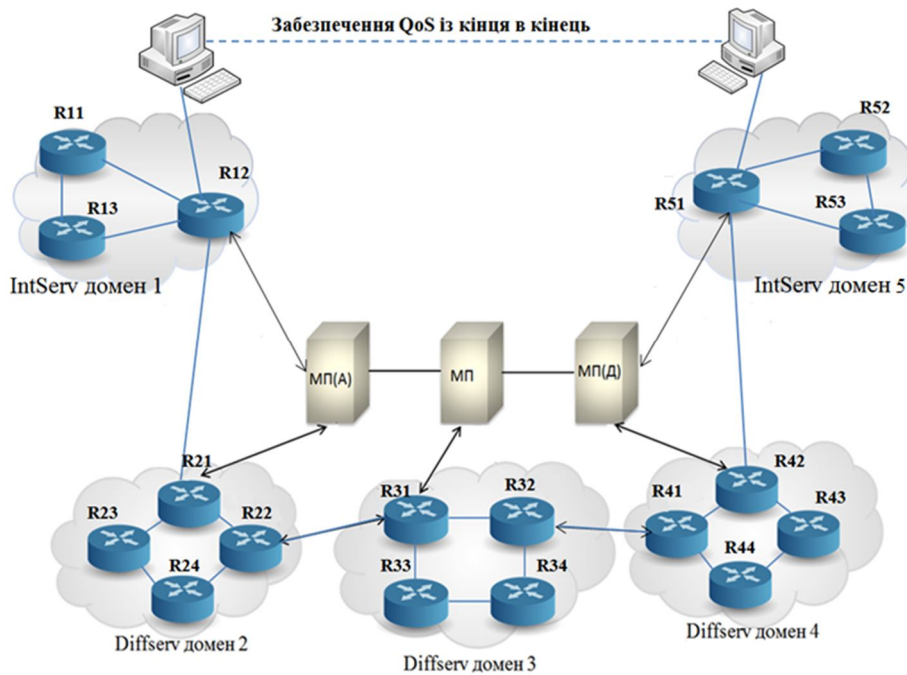 Забезпечення QoS із кінця в кінець
R11
R12
R13
IntServ домен 1
R52
R51
R53
IntServ домен 5
МП(А)
МП
МП(Д)
R21
R22
R23
R24
Diffserv домен 2
R31
R32
R33
R34
Diffserv домен 3
R42
R41
R43
R44
Diffserv домен 4